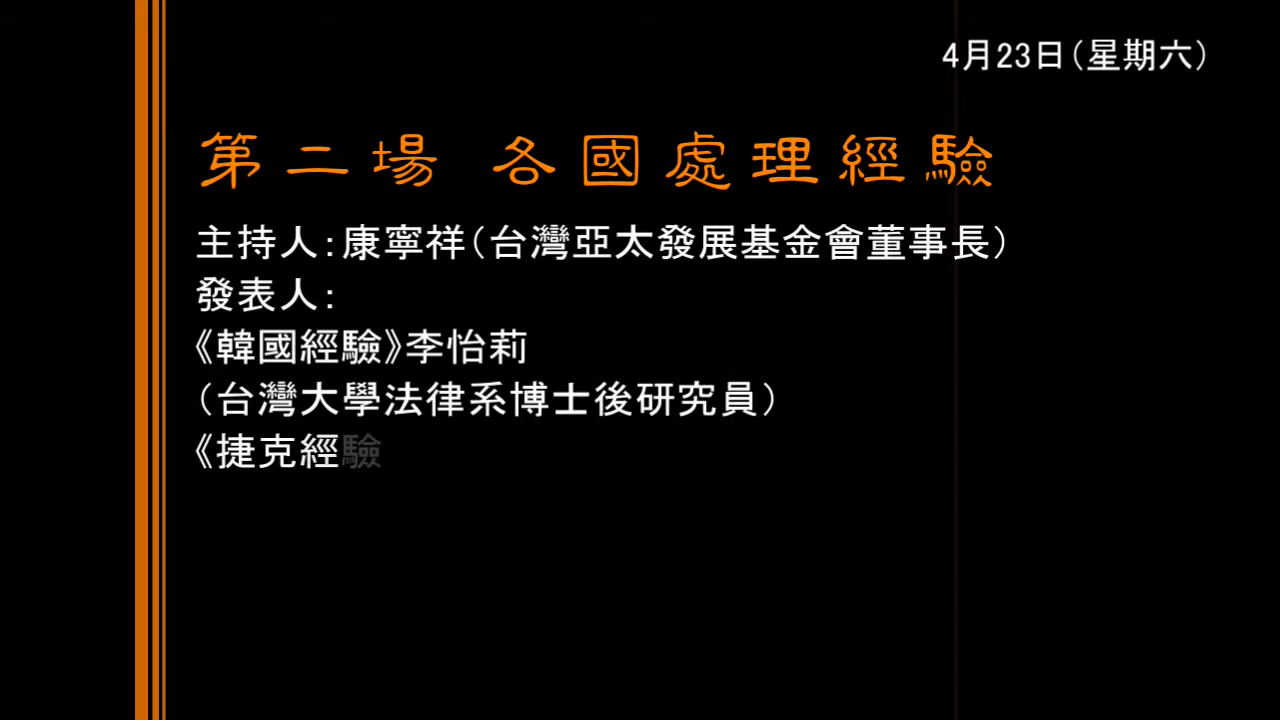 4月23日(星期六)
第二場 各國處理經驗
主持人:康寧祥(台灣亞太發展基金會董事長)
發表人:
《韓國經驗》李怡莉
(台灣大學法律系博士後研究員)
《捷克經驗